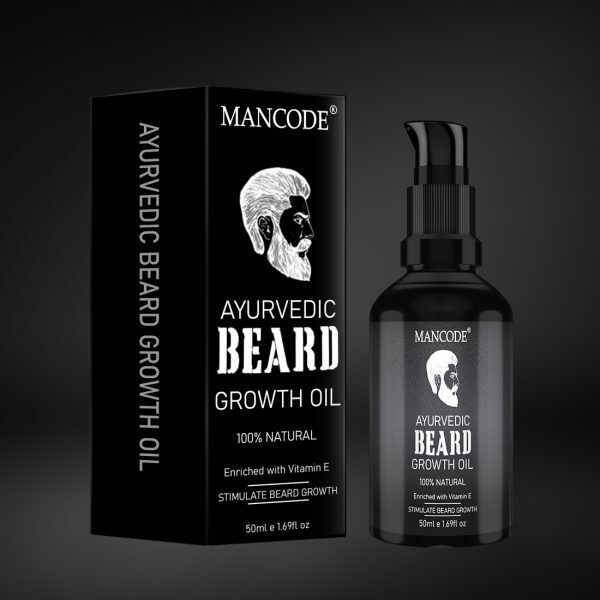 AYURVEDIC BEARD GROWTH OIL
MANCODE®
AYURVEDIC
BEARD
GROWTH OIL
100% NATURAL
Enriched with Vitamin E
STIMULATE BEARD GROWTH
50ml e 1.69fl oz
MANCODE®
AYURVEDIC
BEARD
GROWTH OIL
100% NATURAL
Enriched with Vitamin E
STIMULATE BEARD GROWTH
50ml e 1.69fl oz